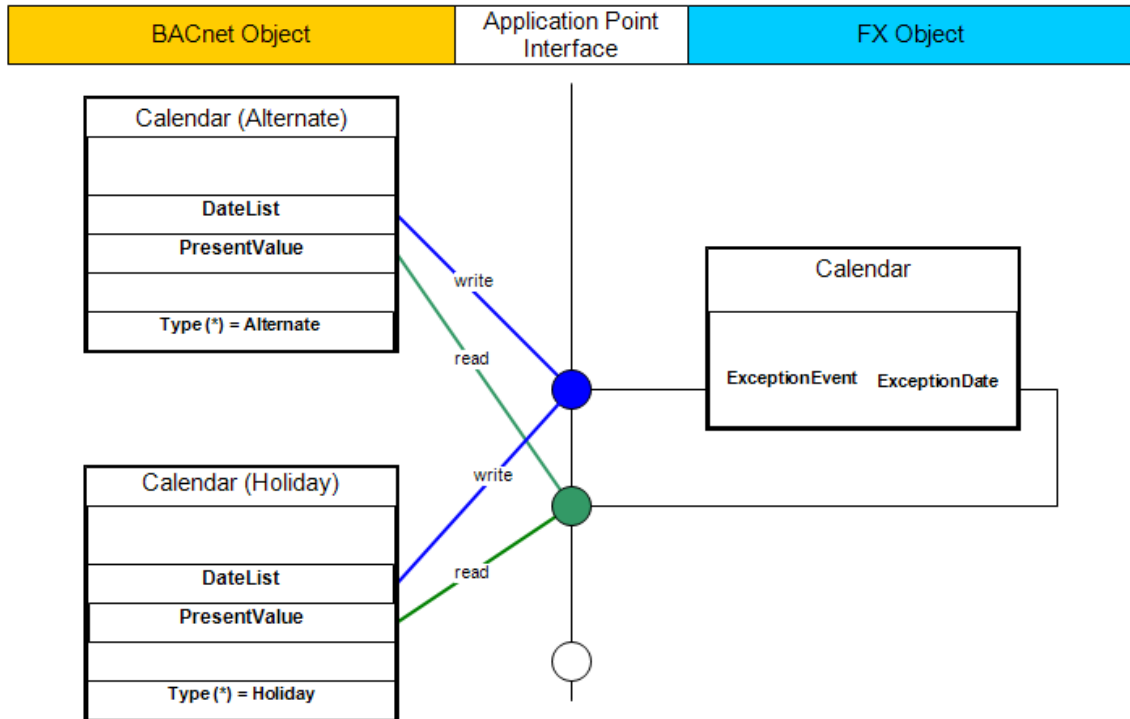 BACnet Object
Application Point
Interface
FX Object
Calendar (Alternate)
DateList
PresentValue
Type (*) = Alternate
write
read
Calendar
ExceptionEvent
ExceptionDate
Calendar (Holiday)
DateList
PresentValue
Type (*) = Holiday
write
read